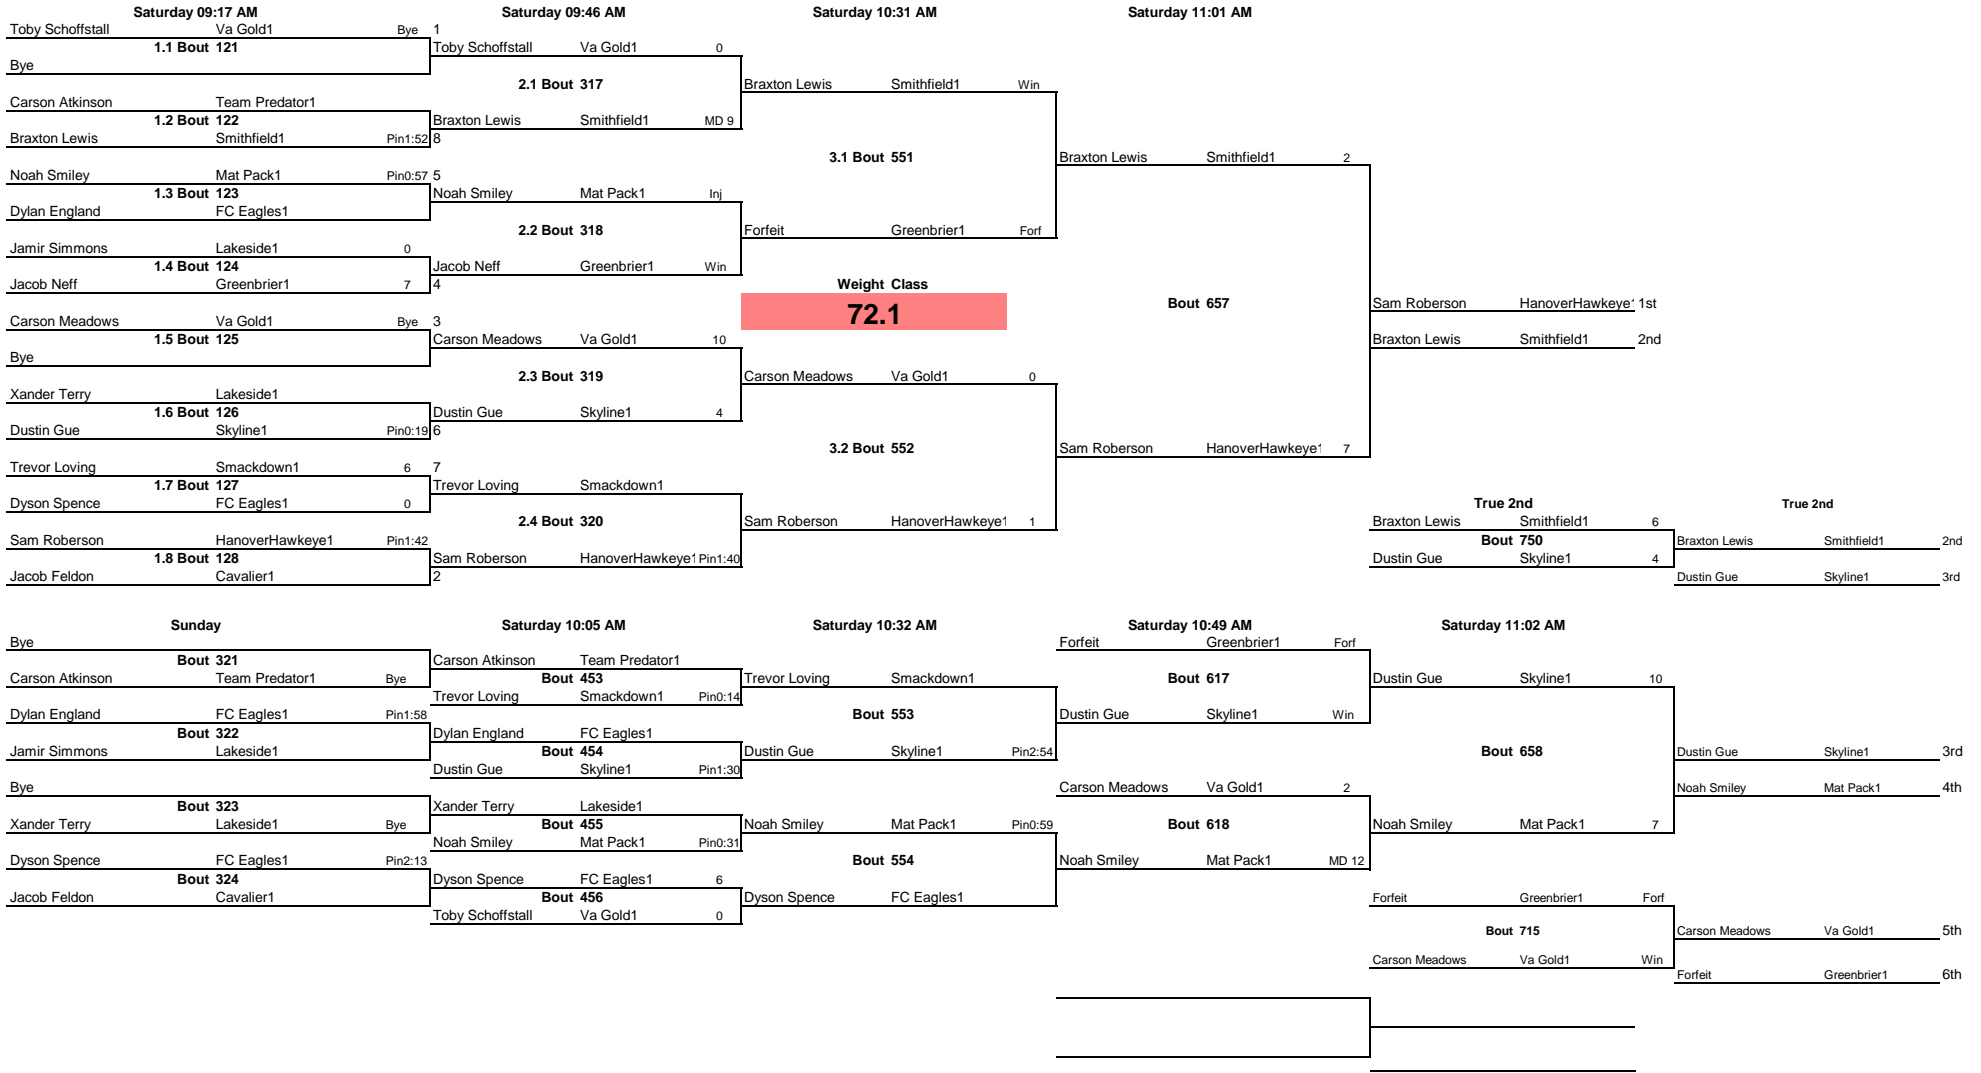 Saturday 09:17 AM Saturday 09:46 AM Saturday 10:31 AM Saturday 11:01 AM
Toby Schoffstall Va Gold1 Bye 1
1.1 Bout 121 Toby Schoffstall Va Gold1 0
Bye
2.1 Bout 317 Braxton Lewis Smithfield1 Win
Carson Atkinson Team Predator1
1.2 Bout 122 Braxton Lewis Smithfield1 MD 9
Braxton Lewis Smithfield1 Pin1:52 8
3.1 Bout 551 Braxton Lewis Smithfield1 2
Noah Smiley Mat Pack1 Pin0:57 5
1.3 Bout 123 Noah Smiley Mat Pack1 Inj
Dylan England FC Eagles1
2.2 Bout 318 Forfeit Greenbrier1 Forf
Jamir Simmons Lakeside1 0
1.4 Bout 124 Jacob Neff Greenbrier1 Win
Jacob Neff Greenbrier1 7 4 Weight Class
72.1 Bout 657 Sam Roberson HanoverHawkeye1 1st
Carson Meadows Va Gold1 Bye 3
1.5 Bout 125 Carson Meadows Va Gold1 10 Braxton Lewis Smithfield1 2nd
Bye
2.3 Bout 319 Carson Meadows Va Gold1 0
Xander Terry Lakeside1
1.6 Bout 126 Dustin Gue Skyline1 4
Dustin Gue Skyline1 Pin0:19 6
3.2 Bout 552 Sam Roberson HanoverHawkeye1 7
Trevor Loving Smackdown1 6 7
1.7 Bout 127 Trevor Loving Smackdown1
Dyson Spence FC Eagles1 0 True 2nd True 2nd
2.4 Bout 320 Sam Roberson HanoverHawkeye1 1 Braxton Lewis Smithfield1 6
Sam Roberson HanoverHawkeye1 Pin1:42 Bout 750 Braxton Lewis Smithfield1 2nd
1.8 Bout 128 Sam Roberson HanoverHawkeye1 Pin1:40 Dustin Gue Skyline1 4
Jacob Feldon Cavalier1 2 Dustin Gue Skyline1 3rd
Sunday Saturday 10:05 AM Saturday 10:32 AM Saturday 10:49 AM Saturday 11:02 AM
Bye Forfeit Greenbrier1 Forf
Bout 321 Carson Atkinson Team Predator1
Carson Atkinson Team Predator1 Bye Bout 453 Trevor Loving Smackdown1 Bout 617 Dustin Gue Skyline1 10
Trevor Loving Smackdown1 Pin0:14
Dylan England FC Eagles1 Pin1:58 Bout 553 Dustin Gue Skyline1 Win
Bout 322 Dylan England FC Eagles1
Jamir Simmons Lakeside1 Bout 454 Dustin Gue Skyline1 Pin2:54 Bout 658 Dustin Gue Skyline1 3rd
Dustin Gue Skyline1 Pin1:30
Bye Carson Meadows Va Gold1 2 Noah Smiley Mat Pack1 4th
Bout 323 Xander Terry Lakeside1
Xander Terry Lakeside1 Bye Bout 455 Noah Smiley Mat Pack1 Pin0:59 Bout 618 Noah Smiley Mat Pack1 7
Noah Smiley Mat Pack1 Pin0:31
Dyson Spence FC Eagles1 Pin2:13 Bout 554 Noah Smiley Mat Pack1 MD 12
Bout 324 Dyson Spence FC Eagles1 6
Jacob Feldon Cavalier1 Bout 456 Dyson Spence FC Eagles1 Forfeit Greenbrier1 Forf
Toby Schoffstall Va Gold1 0
Bout 715 Carson Meadows Va Gold1 5th
Carson Meadows Va Gold1 Win
Forfeit Greenbrier1 6th